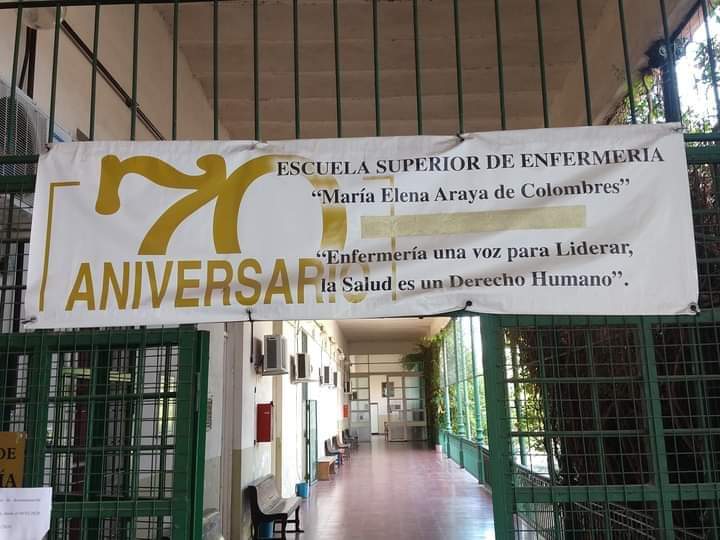 70
ANIVERSARIO
ESCUELA SUPERIOR DE ENFERMERIA
“María Elena Araya de Colombres”
“Enfermería una voz para Liderar,
la Salud es un Derecho Humano”.
DE